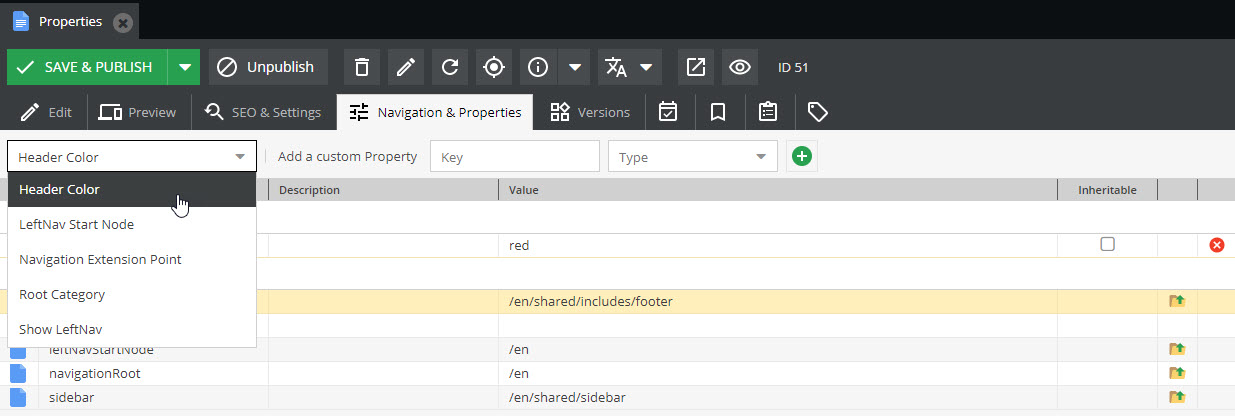 Properties
SAVE & PUBLISH Unpublish ID 51
Edit Preview SEO & Settings Navigation & Properties Versions
Header Color Add a custom Property Key Type
Description Value Inheritable
Header Color
LeftNav Start Node
red
Navigation Extension Point
Root Category
/en/shared/includes/footer
Show LeftNav
leftNavStartNode /en
navigationRoot /en
sidebar /en/shared/sidebar